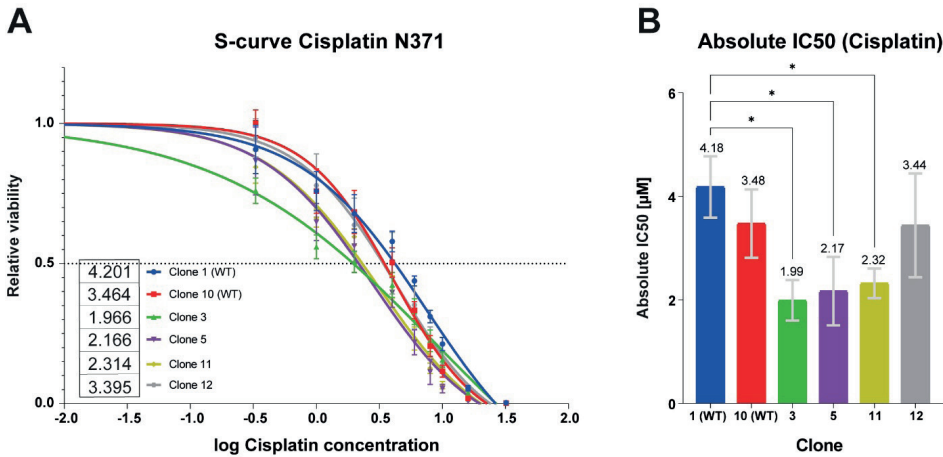 A
S-curve Cisplatin N371
Relative viability
1.0
0.5
0.0
4.201 Clone 1 (WT)
3.464 Clone 10 (WT)
1.966 Clone 3
2.166 Clone 5
2.314 Clone 11
3.395 Clone 12
-2.0 -1.5 -1.0 -0.5 0.0 0.5 1.0 1.5 2.0
log Cisplatin concentration
B
Absolute IC50 (Cisplatin)
Absolute IC50 [µM]
6
4
2
0
*
*
*
4.18
3.48
1.99
2.17
2.32
3.44
1 (WT) 10 (WT) 3 5 11 12
Clone